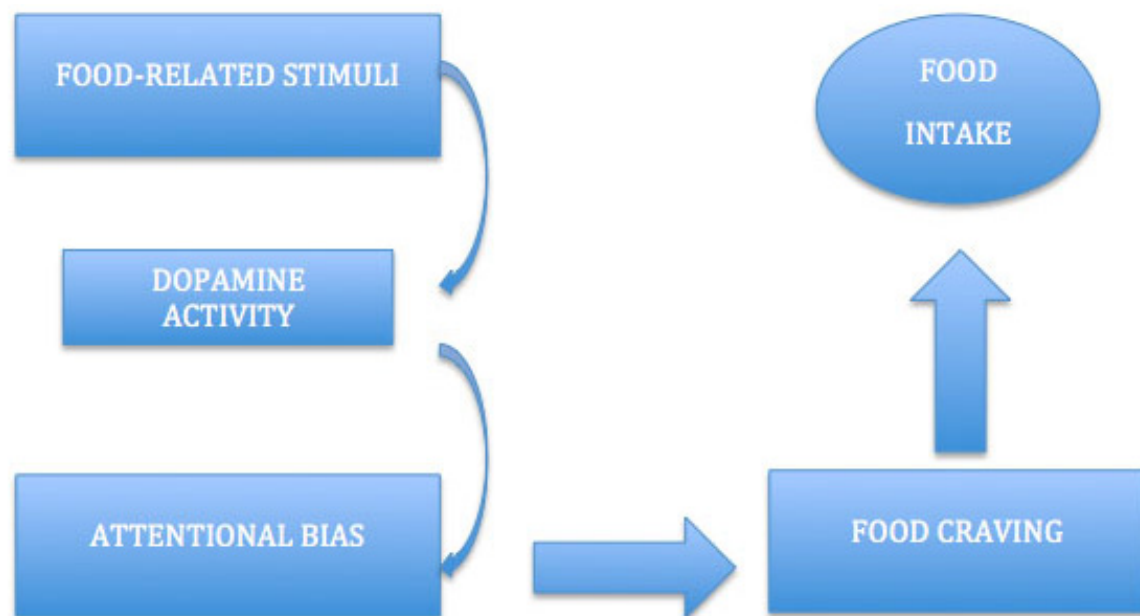 FOOD-RELATED STIMULI
DOPAMINE
ACTIVITY
ATTENTIONAL BIAS
FOOD CRAVING
FOOD
INTAKE